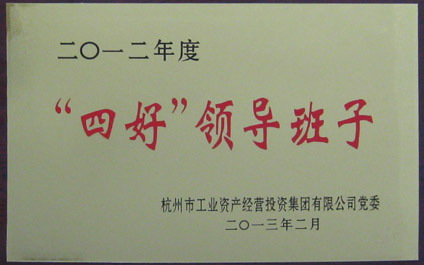 二〇一二年度
“四好”领导班子
杭州市工业资产经营投资集团有限公司党委
二〇一三年二月